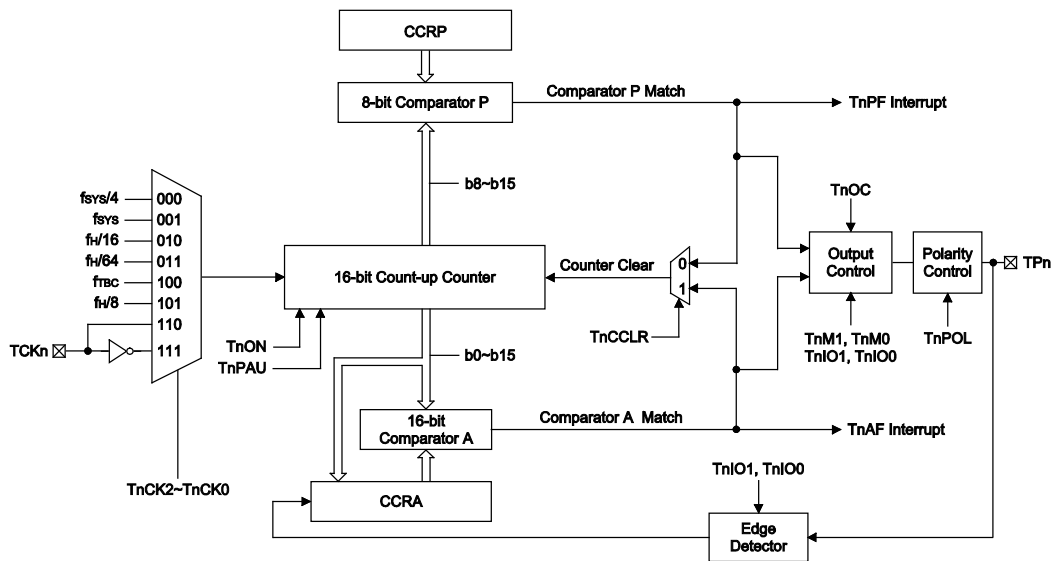 CCRP
8-bit Comparator P
Comparator P Match
TnPF Interrupt
b8~b15
fSYS/4
000
fSYS
001
fH/16
010
fH/64
011
fTBC
100
fH/8
101
110
TCKn
111
TnCK2~TnCK0
16-bit Count-up Counter
TnON
TnPAU
Counter Clear
0
1
TnCCLR
TnOC
Output
Control
TnM1, TnM0
TnIO1, TnIO0
Polarity
Control
TnPOL
TPn
b0~b15
16-bit
Comparator A
Comparator A Match
TnAF Interrupt
CCRA
TnIO1, TnIO0
Edge
Detector